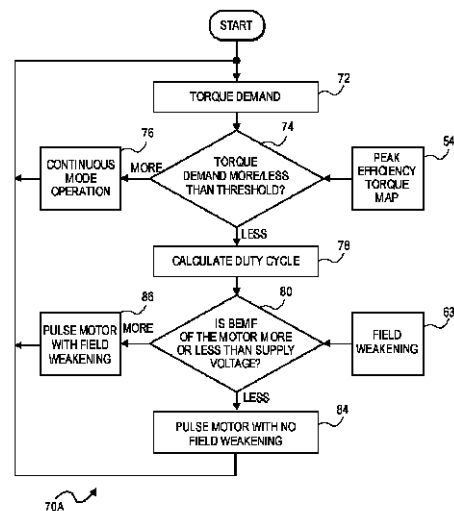 START
72
TORQUE DEMAND
76
74
54
CONTINUOUS
MODE
OPERATION
MORE
TORQUE
DEMAND MORE/LESS
THAN THRESHOLD?
PEAK
EFFICIENCY
TORQUE
MAP
LESS
78
CALCULATE DUTY CYCLE
86
80
63
PULSE MOTOR
WITH FIELD
WEAKENING
MORE
IS BEMF
OF THE MOTOR MORE
OR LESS THAN SUPPLY
VOLTAGE?
FIELD
WEAKENING
LESS
84
PULSE MOTOR WITH NO
FIELD WEAKENING
70A